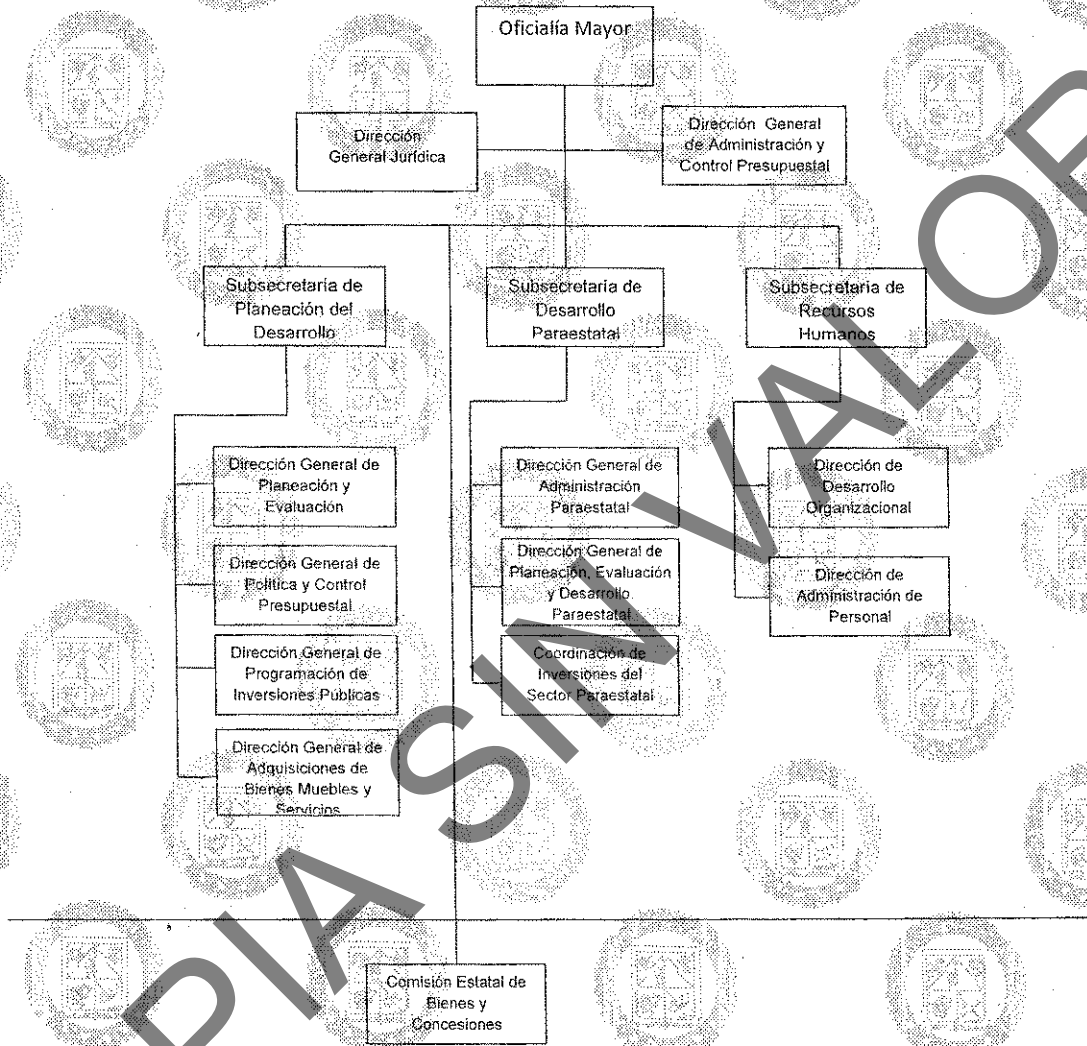 Oficialía Mayor
Dirección
General Jurídica
Dirección General
de Administración y
Control Presupuestal
Subsecretaria de
Planeación del
Desarrollo
Subsecretaria de
Desarrollo
Paraestatal
Subsecretaria de
Recursos
Humanos
Dirección General de
Planeación y
Evaluación
Dirección General de
Política y Control
Presupuestal
Dirección General de
Programación de
Inversiones Públicas
Dirección General de
Adquisiciones de
Bienes Muebles y
Servicios
Dirección General de
Administración
Paraestatal
Dirección General de
Planeación, Evaluación
y Desarrollo
Paraestatal
Coordinación de
Inversiones del
Sector Paraestatal
Dirección de
Desarrollo
Organizacional
Dirección de
Administración de
Personal
Comisión Estatal de
Bienes y
Concesiones
PIA SIN VALOR